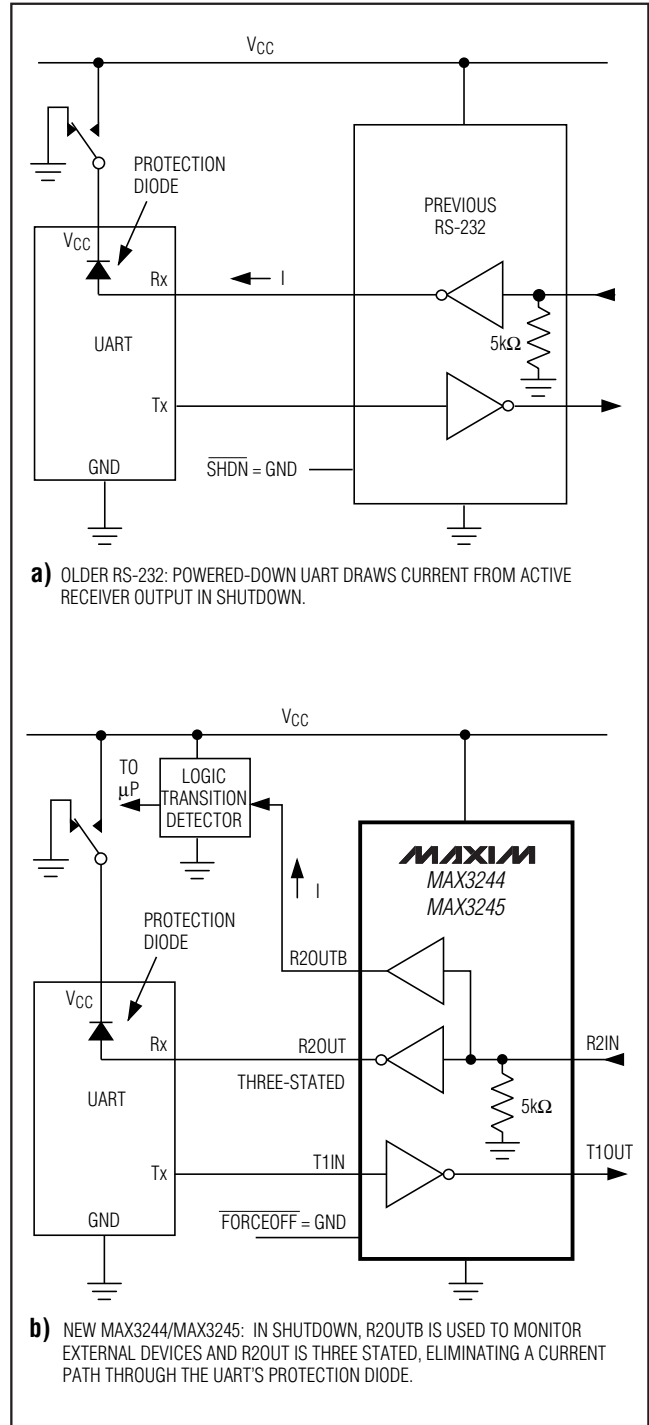 VCC
PROTECTION
DIODE
VCC
Rx
I
UART
Tx
GND
PREVIOUS
RS-232
5kΩ
SHDN = GND
a) OLDER RS-232: POWERED-DOWN UART DRAWS CURRENT FROM ACTIVE
RECEIVER OUTPUT IN SHUTDOWN.
VCC
TO
µP
LOGIC
TRANSITION
DETECTOR
I
MAXIM
MAX3244
MAX3245
PROTECTION
DIODE
R2OUTB
VCC
Rx
R2OUT
R2IN
THREE-STATED
UART
5kΩ
Tx
T1IN
T1OUT
GND
FORCEOFF = GND
b) NEW MAX3244/MAX3245: IN SHUTDOWN, R2OUTB IS USED TO MONITOR
EXTERNAL DEVICES AND R2OUT IS THREE STATED, ELIMINATING A CURRENT
PATH THROUGH THE UART'S PROTECTION DIODE.